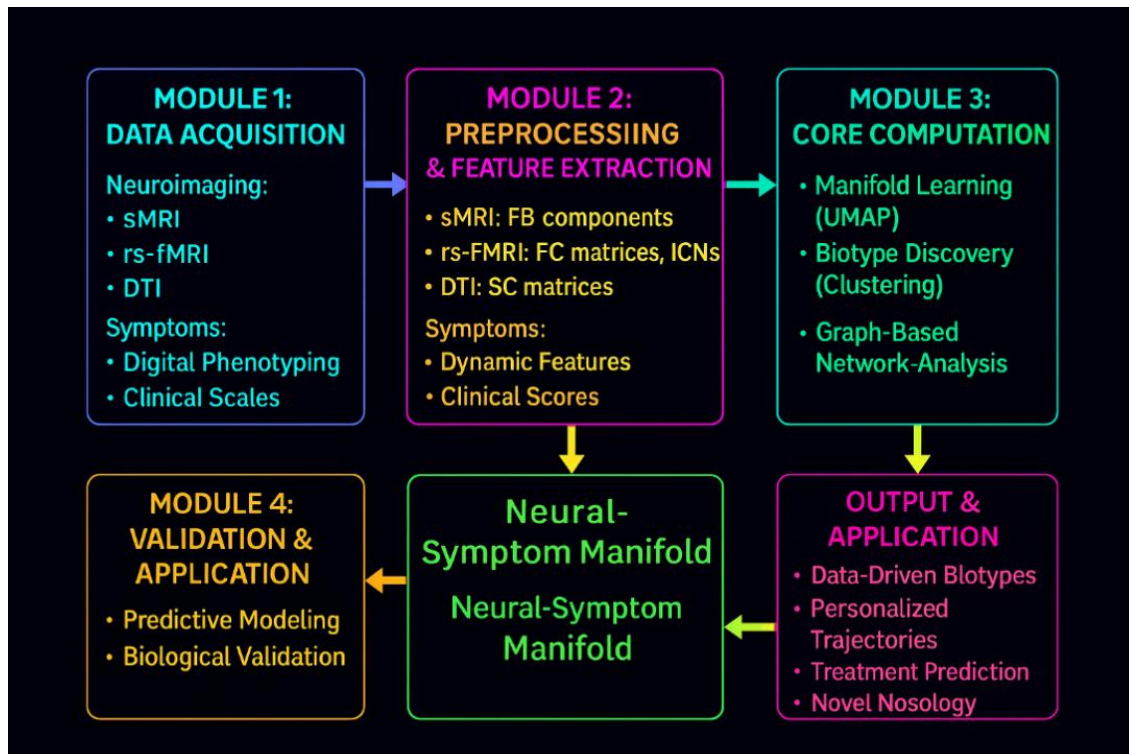 MODULE 1:
DATA ACQUISITION
Neuroimaging:
• sMRI
• rs-fMRI
• DTI
Symptoms:
• Digital Phenotyping
• Clinical Scales
MODULE 2:
PREPROCESSIING
& FEATURE EXTRACTION
• sMRI: FB components
• rs-FMRI: FC matrices, ICNs
• DTI: SC matrices
Symptoms:
• Dynamic Features
• Clinical Scores
MODULE 3:
CORE COMPUTATION
• Manifold Learning
(UMAP)
• Biotype Discovery
(Clustering)
• Graph-Based
Network-Analysis
MODULE 4:
VALIDATION &
APPLICATION
• Predictive Modeling
• Biological Validation
Neural-
Symptom Manifold
Neural-Symptom
Manifold
OUTPUT &
APPLICATION
• Data-Driven Blotypes
• Personalized
Trajectories
• Treatment Prediction
• Novel Nosology